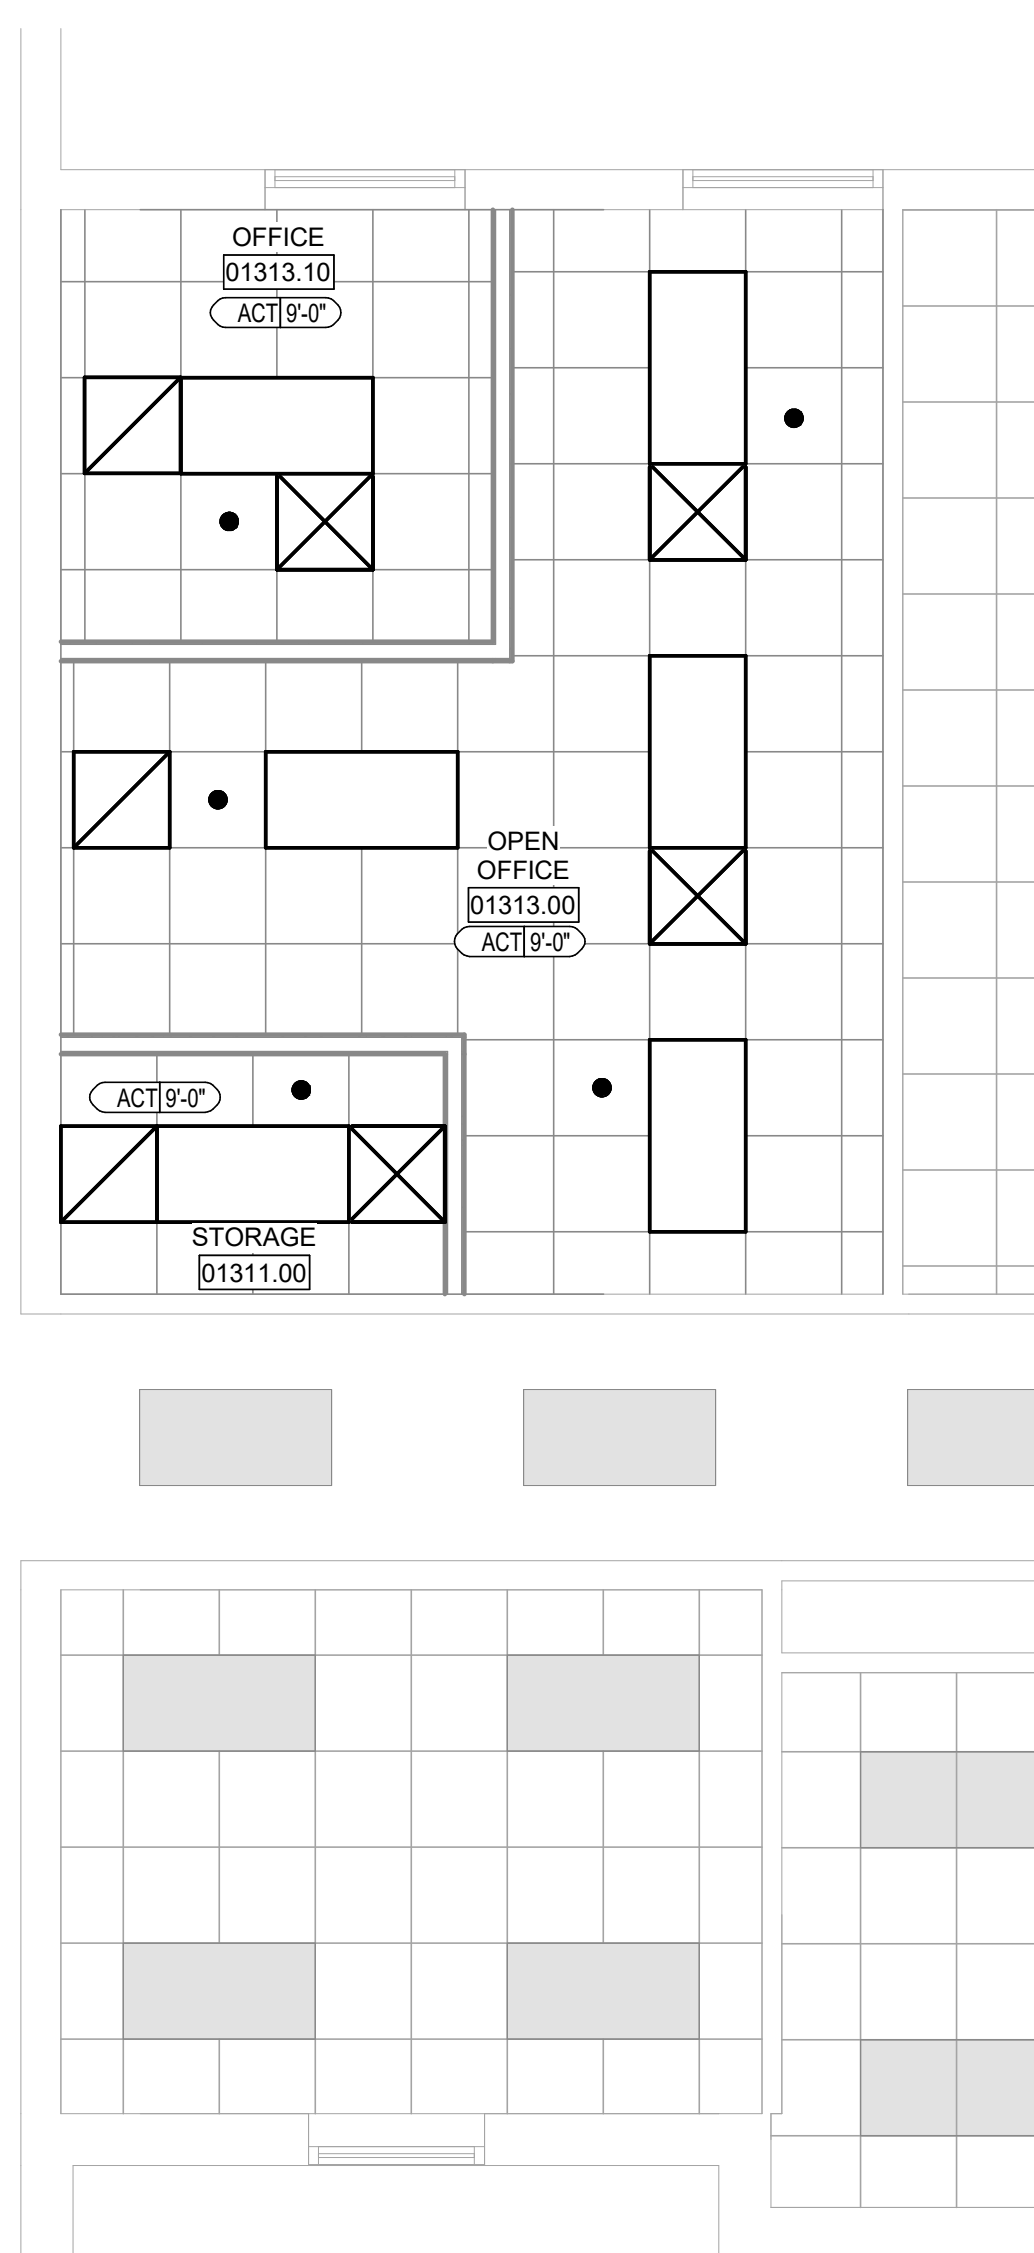 OFFICE
01313.10
ACT 9'-0"
OPEN
OFFICE
01313.00
ACT 9'-0"
ACT 9'-0"
STORAGE
01311.00